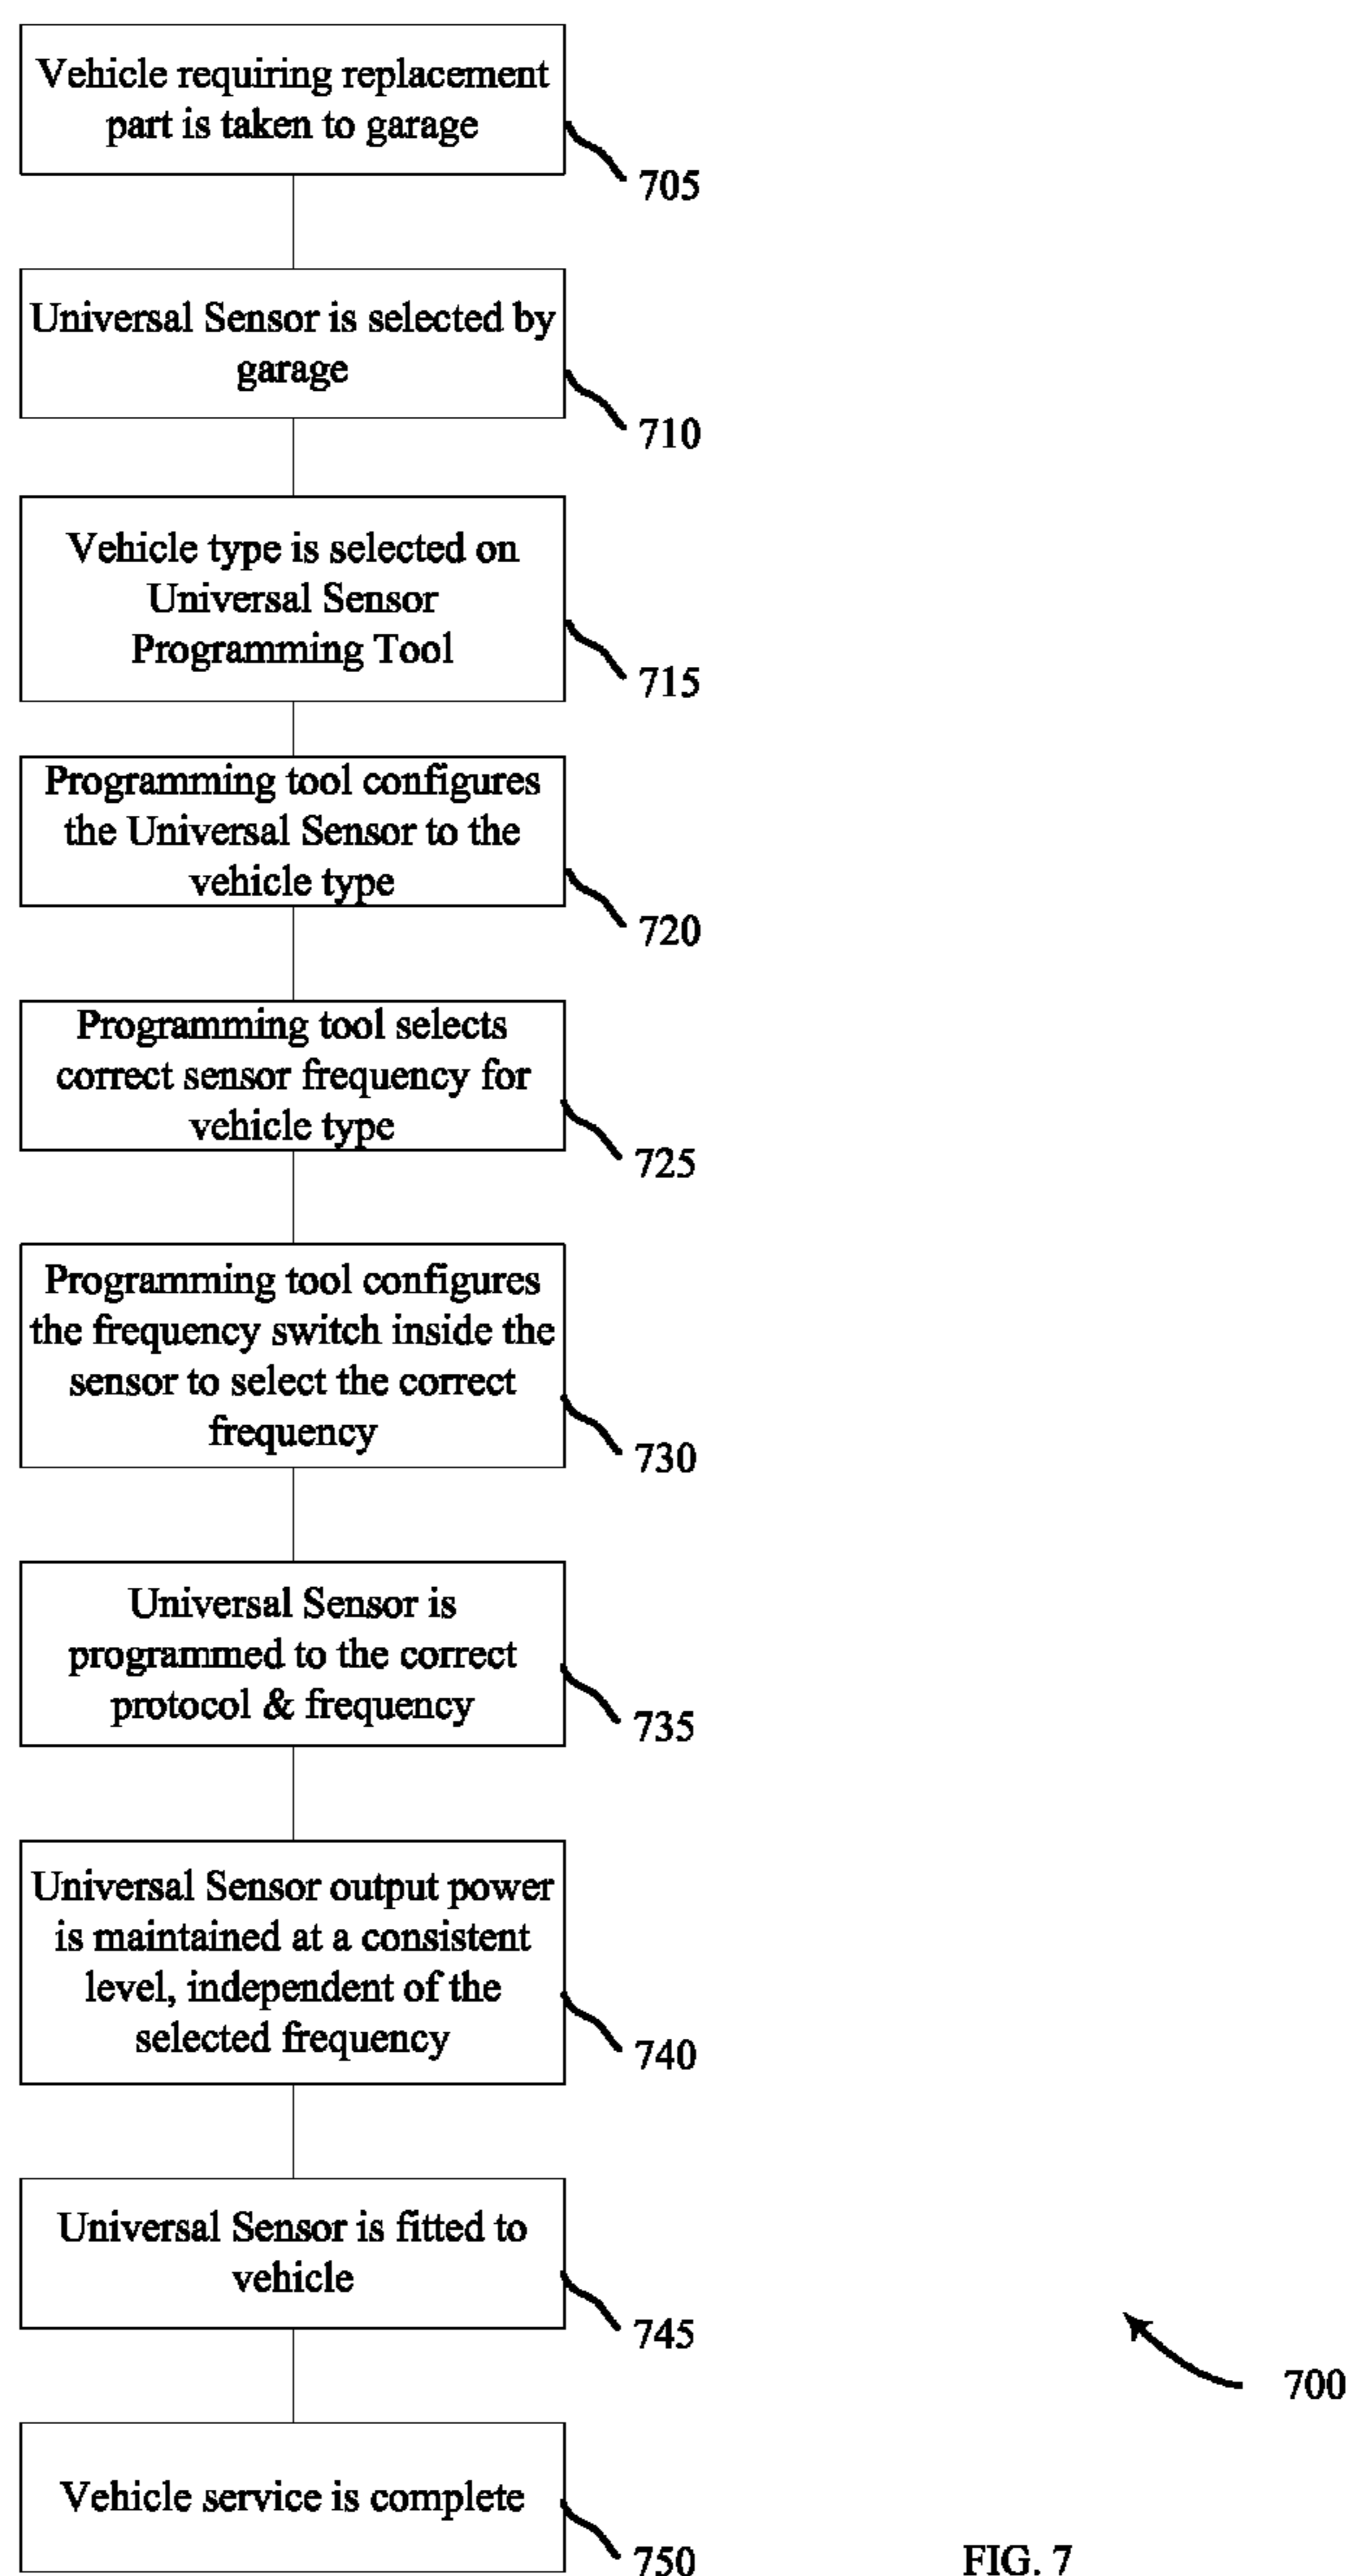 Vehicle requiring replacement
part is taken to garage
705
Universal Sensor is selected by
garage
710
Vehicle type is selected on
Universal Sensor
Programming Tool
715
Programming tool configures
the Universal Sensor to the
vehicle type
720
Programming tool selects
correct sensor frequency for
vehicle type
725
Programming tool configures
the frequency switch inside the
sensor to select the correct
frequency
730
Universal Sensor is
programmed to the correct
protocol & frequency
735
Universal Sensor output power
is maintained at a consistent
level, independent of the
selected frequency
740
Universal Sensor is fitted to
vehicle
745
700
Vehicle service is complete
750
FIG. 7